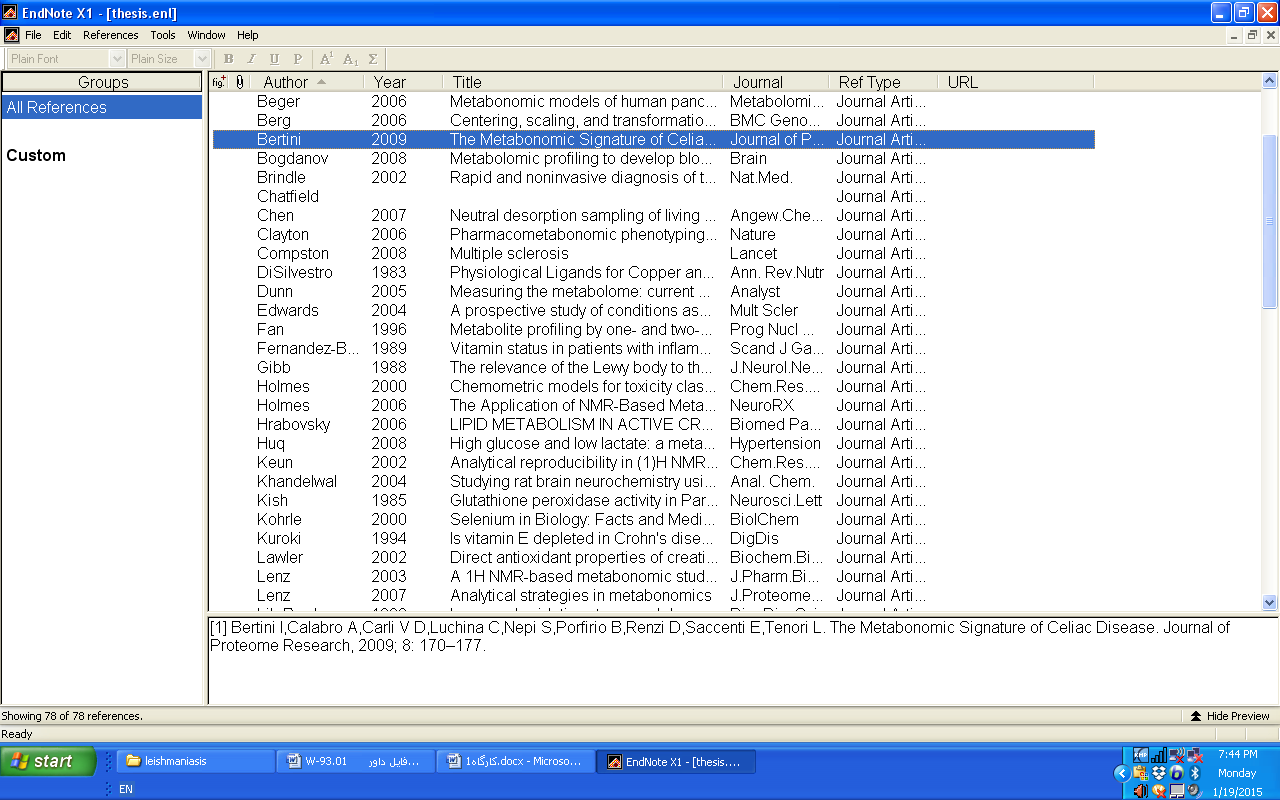 EndNote X1 - [thesis.enl]
File Edit References Tools Window Help
Plain Font Plain Size B I U P A¹ A₁ Σ
Groups
All References
Custom
fig. Author Year Title Journal Ref Type URL
Beger 2006 Metabonomic models of human panc... Metabolomi... Journal Arti...
Berg 2006 Centering, scaling, and transformatio... BMC Geno... Journal Arti...
Bertini 2009 The Metabonomic Signature of Celia... Journal of P... Journal Arti...
Bogdanov 2008 Metabolomic profiling to develop blo... Brain Journal Arti...
Brindle 2002 Rapid and noninvasive diagnosis of t... Nat.Med. Journal Arti...
Chatfield Journal Arti...
Chen 2007 Neutral desorption sampling of living ... Angew.Che... Journal Arti...
Clayton 2006 Pharmacometabonomic phenotyping... Nature Journal Arti...
Compston 2008 Multiple sclerosis Lancet Journal Arti...
DiSilvestro 1983 Physiological Ligands for Copper an... Ann. Rev.Nutr Journal Arti...
Dunn 2005 Measuring the metabolome: current ... Analyst Journal Arti...
Edwards 2004 A prospective study of conditions as... Mult Scler Journal Arti...
Fan 1996 Metabolite profiling by one- and two-... Prog Nucl ... Journal Arti...
Fernandez-B... 1989 Vitamin status in patients with inflam... Scand J Ga... Journal Arti...
Gibb 1988 The relevance of the Lewy body to th... J.Neurol.Ne... Journal Arti...
Holmes 2000 Chemometric models for toxicity clas... Chem.Res.... Journal Arti...
Holmes 2006 The Application of NMR-Based Meta... NeuroRX Journal Arti...
Hrabovsky 2006 LIPID METABOLISM IN ACTIVE CR... Biomed Pa... Journal Arti...
Huq 2008 High glucose and low lactate: a meta... Hypertension Journal Arti...
Keun 2002 Analytical reproducibility in (1)H NMR... Chem.Res.... Journal Arti...
Khandelwal 2004 Studying rat brain neurochemistry usi... Anal. Chem. Journal Arti...
Kish 1985 Glutathione peroxidase activity in Par... Neurosci.Lett Journal Arti...
Kohrle 2000 Selenium in Biology: Facts and Medi... BiolChem Journal Arti...
Kuroki 1994 Is vitamin E depleted in Crohn's dise... DigDis Journal Arti...
Lawler 2002 Direct antioxidant properties of creati... Biochem.Bi... Journal Arti...
Lenz 2003 A 1H NMR-based metabonomic stud... J.Pharm.Bi... Journal Arti...
Lenz 2007 Analytical strategies in metabonomics J.Proteome... Journal Arti...
[1] Bertini I,Calabro A,Carli V D,Luchina C,Nepi S,Porfirio B,Renzi D,Saccenti E,Tenori L. The Metabonomic Signature of Celiac Disease. Journal of
Proteome Research, 2009; 8: 170–177.
Showing 78 of 78 references. Hide Preview
Ready
start leishmaniasis W-93.01 فایل داور... کارگاه1.docx - Microso... EndNote X1 - [thesis....
7:44 PM
Monday
1/19/2015
EN